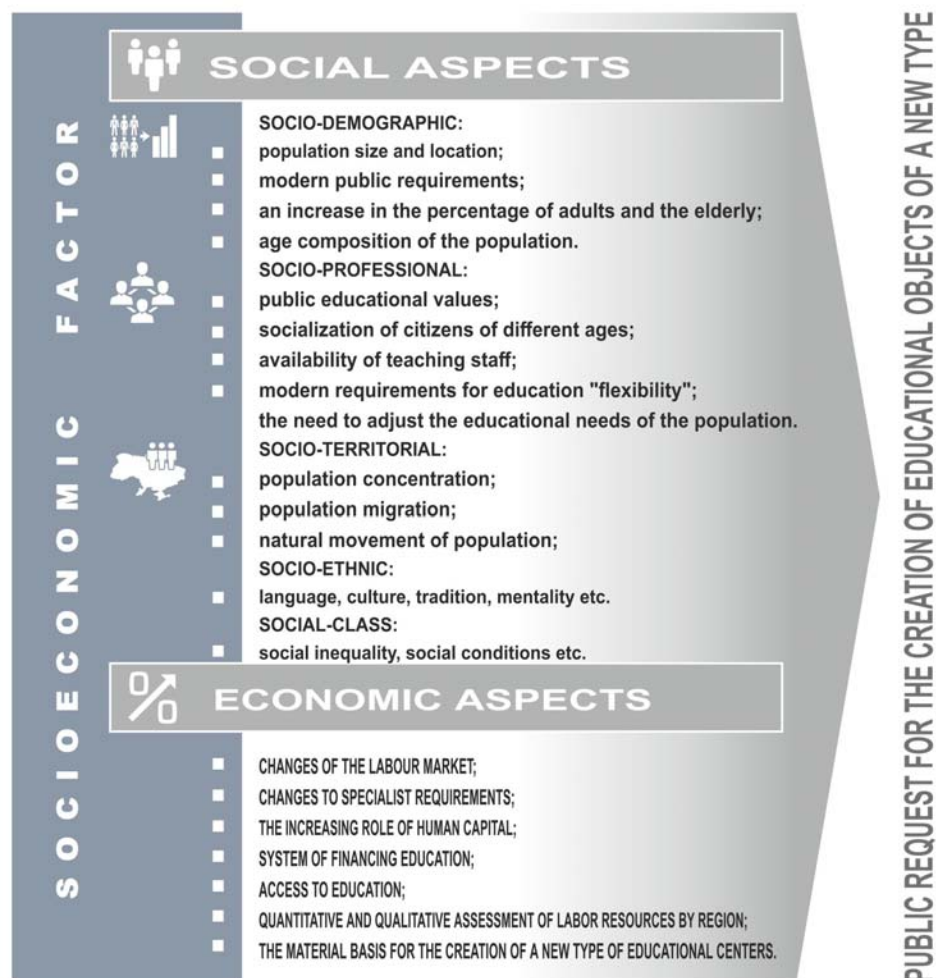 SOCIOECONOMIC FACTOR
SOCIAL ASPECTS
SOCIO-DEMOGRAPHIC:
population size and location;
modern public requirements;
an increase in the percentage of adults and the elderly;
age composition of the population.
SOCIO-PROFESSIONAL:
public educational values;
socialization of citizens of different ages;
availability of teaching staff;
modern requirements for education "flexibility";
the need to adjust the educational needs of the population.
SOCIO-TERRITORIAL:
population concentration;
population migration;
natural movement of population;
SOCIO-ETHNIC:
language, culture, tradition, mentality etc.
SOCIAL-CLASS:
social inequality, social conditions etc.
ECONOMIC ASPECTS
CHANGES OF THE LABOUR MARKET;
CHANGES TO SPECIALIST REQUIREMENTS;
THE INCREASING ROLE OF HUMAN CAPITAL;
SYSTEM OF FINANCING EDUCATION;
ACCESS TO EDUCATION;
QUANTITATIVE AND QUALITATIVE ASSESSMENT OF LABOR RESOURCES BY REGION;
THE MATERIAL BASIS FOR THE CREATION OF A NEW TYPE OF EDUCATIONAL CENTERS.
PUBLIC REQUEST FOR THE CREATION OF EDUCATIONAL OBJECTS OF A NEW TYPE